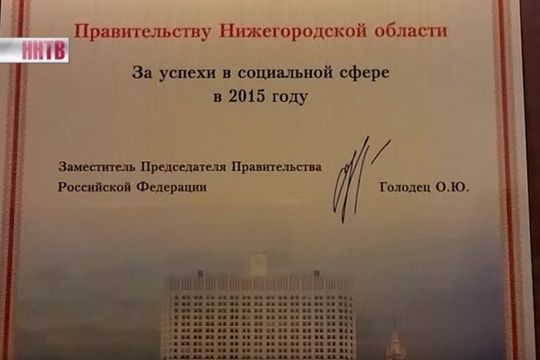 ННТВ
Правительству Нижегородской области
За успехи в социальной сфере
в 2015 году
Заместитель Председателя Правительства
Российской Федерации
Голодец О.Ю.